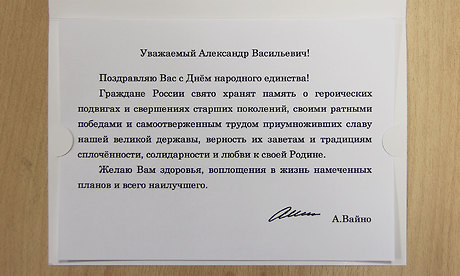 Уважаемый Александр Васильевич!
Поздравляю Вас с Днём народного единства!
Граждане России свято хранят память о героических
подвигах и свершениях старших поколений, своими ратными
победами и самоотверженным трудом приумноживших славу
нашей великой державы, верность их заветам и традициям
сплочённости, солидарности и любви к своей Родине.
Желаю Вам здоровья, воплощения в жизнь намеченных
планов и всего наилучшего.
А.Вайно